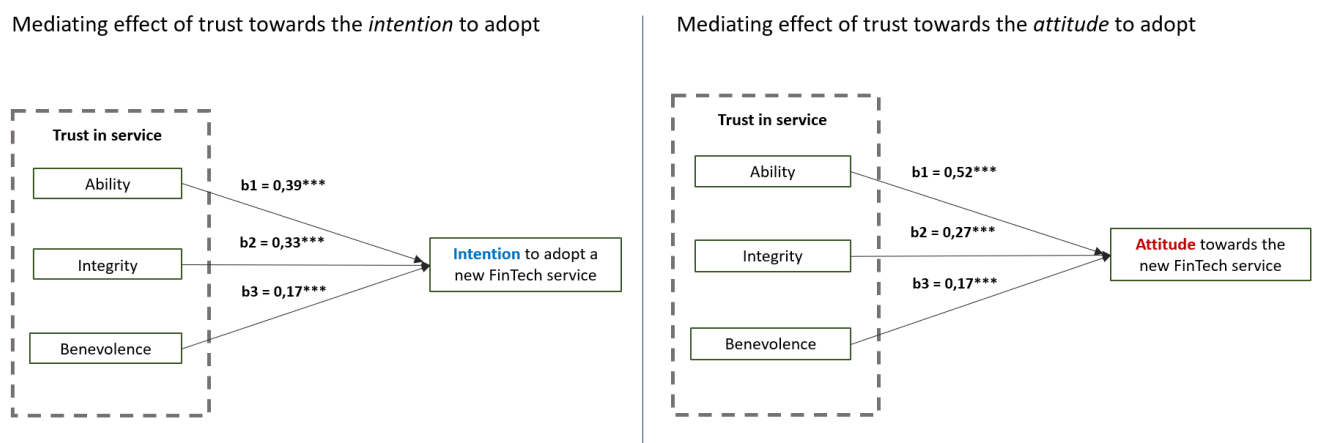 Mediating effect of trust towards the intention to adopt
Trust in service
Ability
Integrity
Benevolence
b1 = 0,39***
b2 = 0,33***
b3 = 0,17***
Intention to adopt a
new FinTech service
Mediating effect of trust towards the attitude to adopt
Trust in service
Ability
Integrity
Benevolence
b1 = 0,52***
b2 = 0,27***
b3 = 0,17***
Attitude towards the
new FinTech service